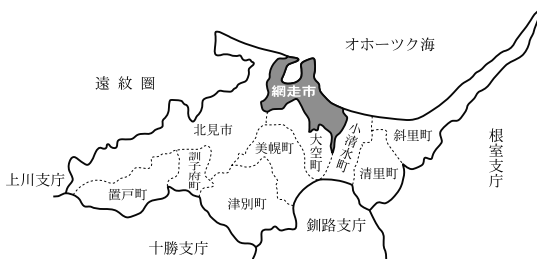 オホーツク海
遠紋圏
網走市
北見市
美幌町
大空町
小清水町
斜里町
根室支庁
訓子府町
清里町
上川支庁
置戸町
津別町
釧路支庁
十勝支庁